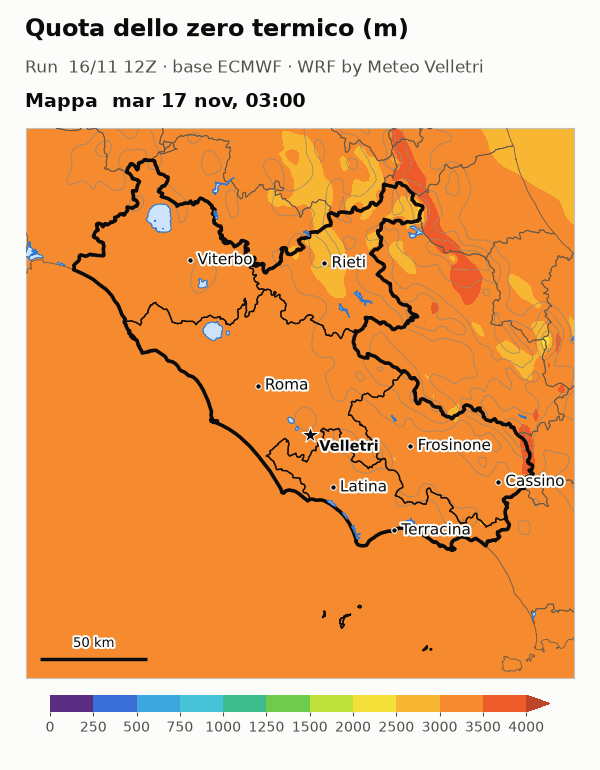 Quota dello zero termico (m)
Run 16/11 12Z · base ECMWF · WRF by Meteo Velletri
Mappa mar 17 nov, 03:00
Viterbo
Rieti
Roma
Velletri
Frosinone
Latina
Cassino
Terracina
50 km
0 250 500 750 1000 1250 1500 2000 2500 3000 3500 4000